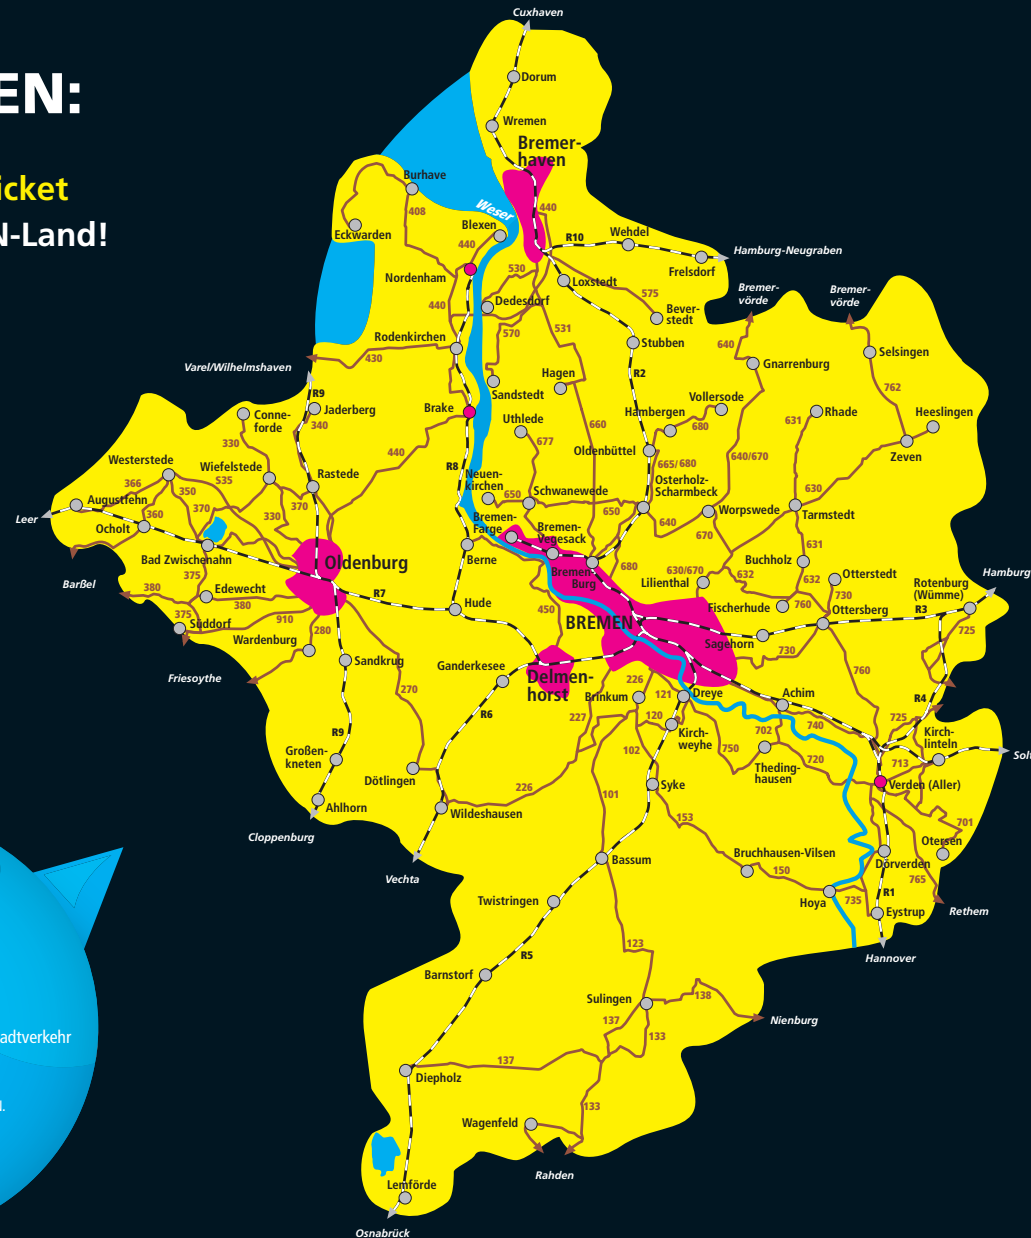 EN:
icket
N-Land!
Cuxhaven
Dorum
Wremen
Bremer-
haven
Burhave
408
Eckwarden
Weser
Blexen
440
440
R10
Wehdel
Hamburg-Neugraben
Frelsdorf
Nordenham
530
Loxstedt
575
Bever-
stedt
Bremer-
vörde
Bremer-
vörde
440
Dedesdorf
570
531
Rodenkirchen
Stubben
640
Selsingen
430
Varel/Wilhelmshaven
Gnarrenburg
R9
R2
Hagen
Sandstedt
762
Jaderberg
340
Conne-
forde
Brake
Uthlede
Vollersode
Hambergen
680
631
Rhade
Heeslingen
330
660
677
440
Oldenbüttel
640/670
Zeven
Westerstede
Wiefelstede
535
Rastede
R8
665/680
366
350
Neuen-
kirchen
Osterholz-
Scharmbeck
630
Augustfehn
370
370
650
Schwanewede
650
Leer
360
330
Ocholt
Bremen-
Farge
Bremen-
Vegesack
640
Worpswede
Tarmstedt
670
Bad Zwischenahn
Oldenburg
Berne
Bremen-
Burg
680
Buchholz
631
Barßel
375
630/670
Lilienthal
632
632
Otterstedt
Hamburg
380
Edewecht
380
R7
Hude
450
730
Rotenburg
(Wümme)
Fischerhude
760
Ottersberg
R3
375
910
280
BREMEN
725
Süddorf
Wardenburg
Sagehorn
730
Sandkrug
Ganderkesee
760
Friesoythe
270
Delmen-
horst
226
Brinkum
121
Dreye
Achim
R4
R6
227
120
Kirch-
weyhe
702
740
725
Kirch-
linteln
R9
102
750
Solt
Großen-
kneten
Theding-
hausen
720
713
Dötlingen
226
101
Syke
Verden (Aller)
Ahlhorn
Wildeshausen
153
701
Cloppenburg
Otersen
Bruchhausen-Vilsen
Dörverden
Vechta
Bassum
150
765
R1
Twistringen
Hoya
735
Eystrup
Rethem
123
Hannover
R5
Barnstorf
Sulingen
138
137
Nienburg
133
adtverkehr
137
Diepholz
l.
133
Wagenfeld
Rahden
Lemförde
Osnabrück